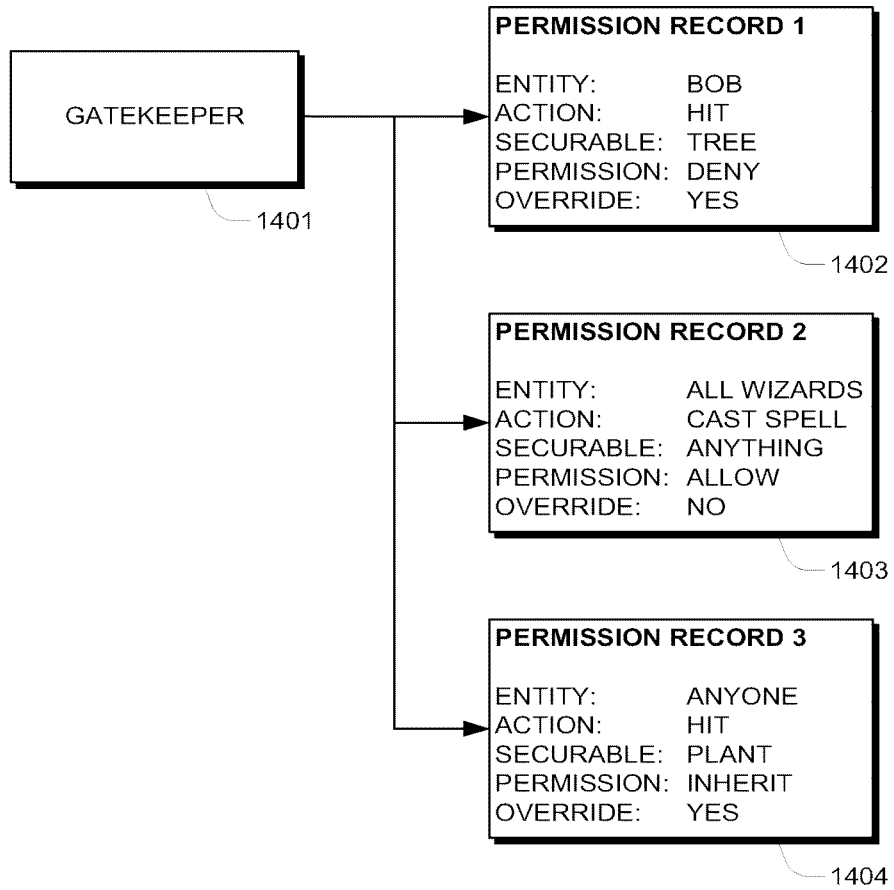 GATEKEEPER
1401
PERMISSION RECORD 1
ENTITY: BOB
ACTION: HIT
SECURABLE: TREE
PERMISSION: DENY
OVERRIDE: YES
1402
PERMISSION RECORD 2
ENTITY: ALL WIZARDS
ACTION: CAST SPELL
SECURABLE: ANYTHING
PERMISSION: ALLOW
OVERRIDE: NO
1403
PERMISSION RECORD 3
ENTITY: ANYONE
ACTION: HIT
SECURABLE: PLANT
PERMISSION: INHERIT
OVERRIDE: YES
1404